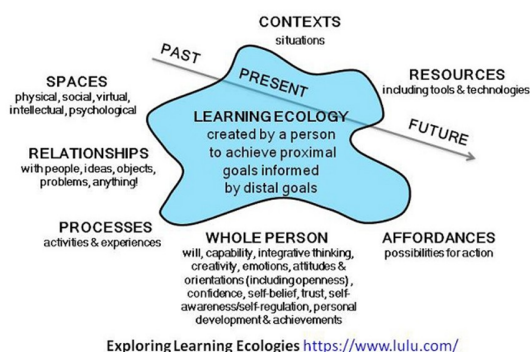 CONTEXTS
situations
PAST
PRESENT
FUTURE
SPACES
physical, social, virtual,
intellectual, psychological
RESOURCES
including tools & technologies
LEARNING ECOLOGY
created by a person
to achieve proximal
goals informed
by distal goals
RELATIONSHIPS
with people, ideas, objects,
problems, anything!
PROCESSES
activities & experiences
WHOLE PERSON
will, capability, integrative thinking,
creativity, emotions, attitudes &
orientations (including openness) ,
confidence, self-belief, trust, self-
awareness/self-regulation, personal
development & achievements
AFFORDANCES
possibilities for action
Exploring Learning Ecologies https://www.lulu.com/